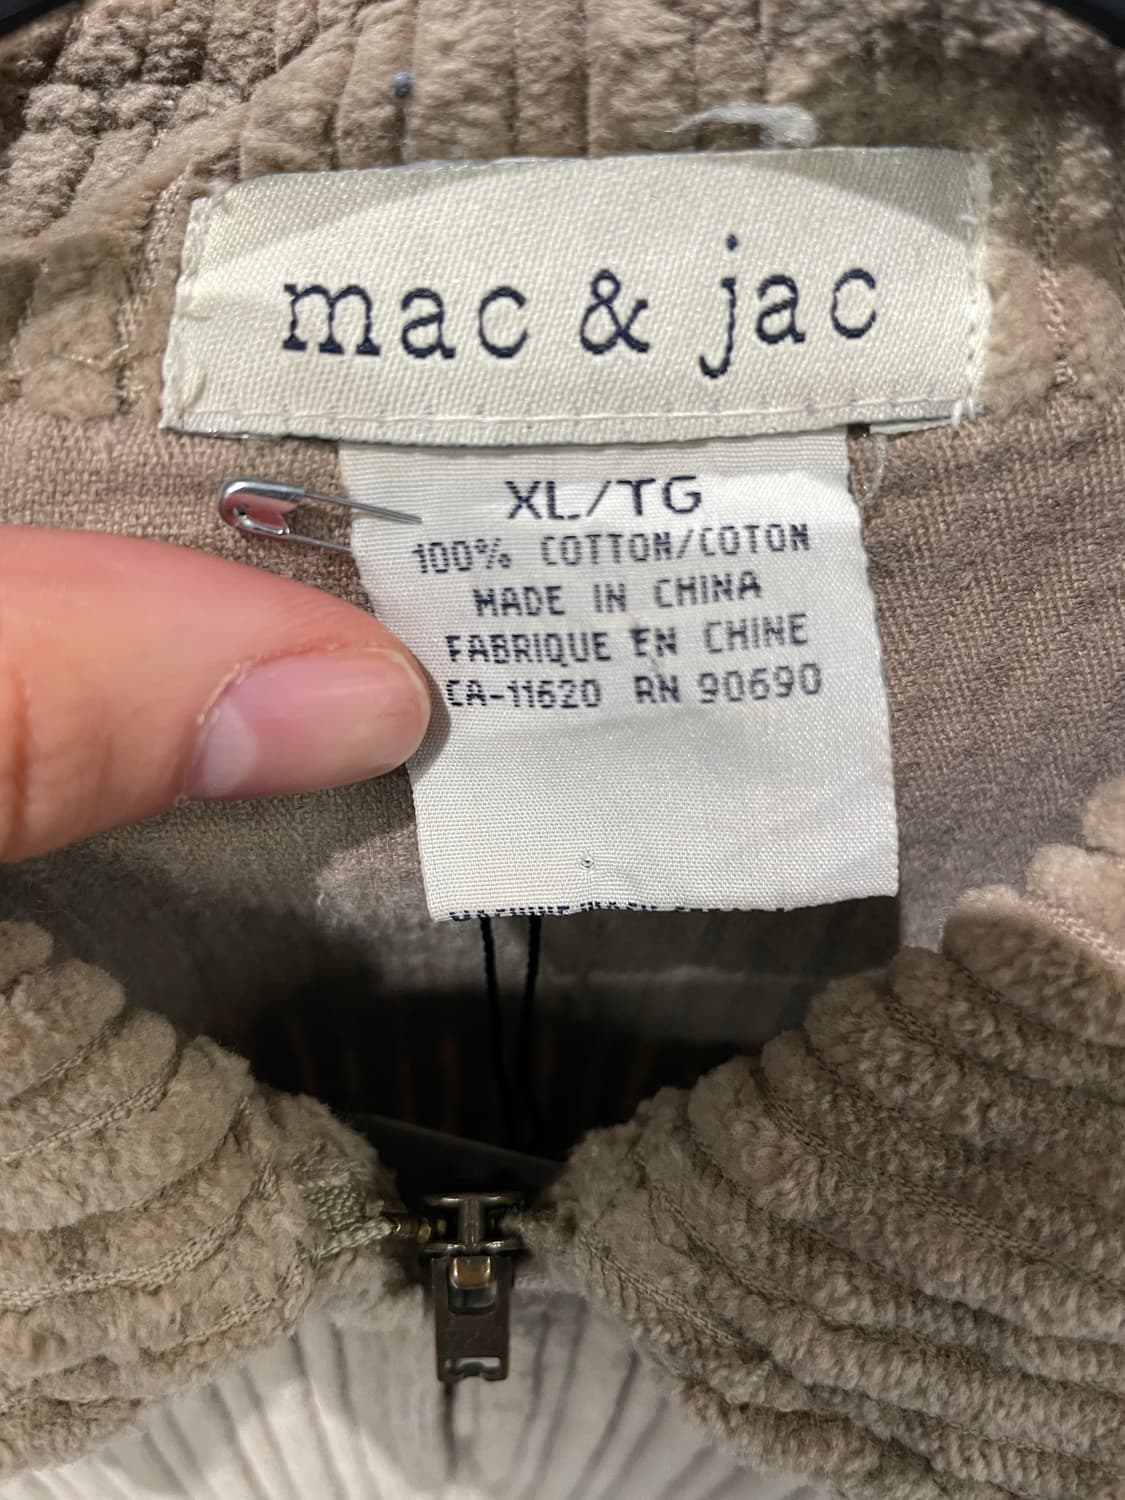 mac & jac
XL/TG
100% COTTON/COTON
MADE IN CHINA
FABRIQUE EN CHINE
CA-11620 RN 90690